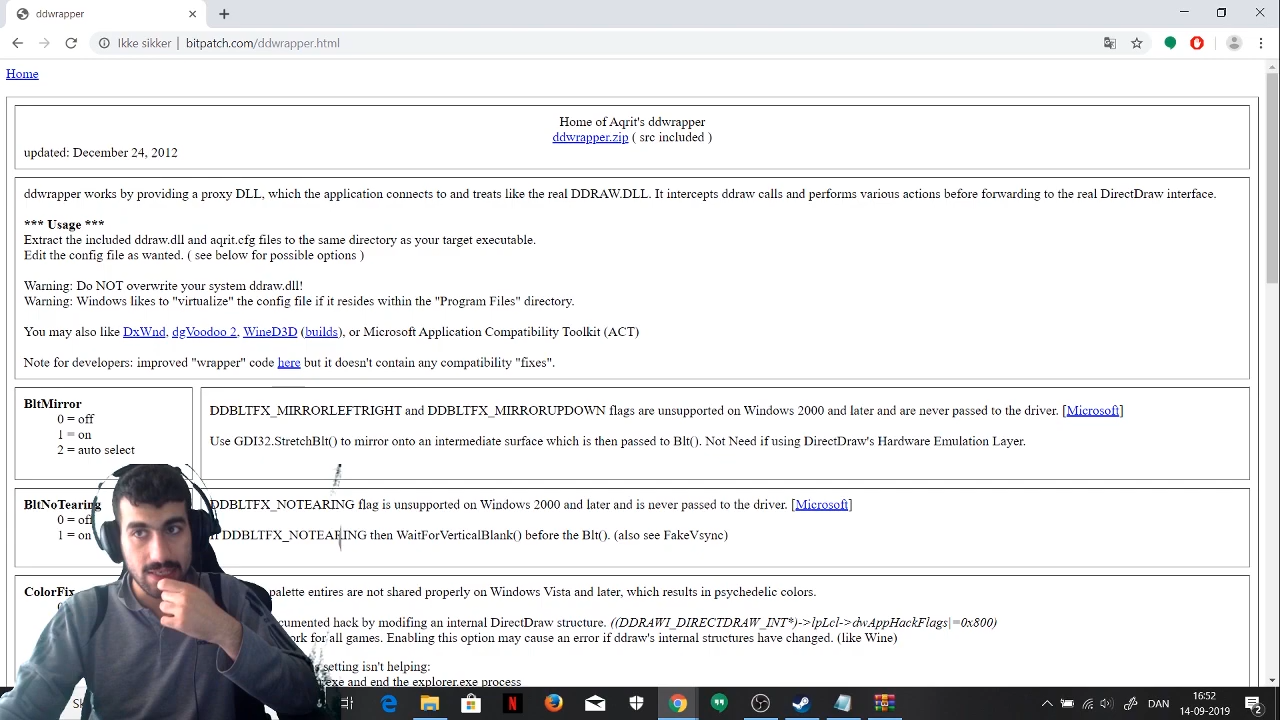 ddwrapper
Ikke sikker
bitpatch.com/ddwrapper.html
Home
Home of Aqrit's ddwrapper
ddwrapper.zip ( src included )
updated: December 24, 2012
ddwrapper works by providing a proxy DLL, which the application connects to and treats like the real DDRAW.DLL. It intercepts ddraw calls and performs various actions before forwarding to the real DirectDraw interface.
*** Usage ***
Extract the included ddraw.dll and aqrit.cfg files to the same directory as your target executable.
Edit the config file as wanted. ( see below for possible options )
Warning: Do NOT overwrite your system ddraw.dll!
Warning: Windows likes to "virtualize" the config file if it resides within the "Program Files" directory.
You may also like DxWnd, dgVoodoo 2, WineD3D (builds), or Microsoft Application Compatibility Toolkit (ACT)
Note for developers: improved "wrapper" code here but it doesn't contain any compatibility "fixes".
BltMirror
0 = off
1 = on
2 = auto select
DDBLTFX_MIRRORLEFTRIGHT and DDBLTFX_MIRRORUPDOWN flags are unsupported on Windows 2000 and later and are never passed to the driver. [Microsoft]
Use GDI32.StretchBlt() to mirror onto an intermediate surface which is then passed to Blt(). Not Need if using DirectDraw's Hardware Emulation Layer.
BltNoTearing
0 = off
1 = on
DDBLTFX_NOTEARING flag is unsupported on Windows 2000 and later and is never passed to the driver. [Microsoft]
DDBLTFX_NOTEARING then WaitForVerticalBlank() before the Blt(). (also see FakeVsync)
ColorFix
palette entires are not shared properly on Windows Vista and later, which results in psychedelic colors.
hack by modifing an internal DirectDraw structure. ((DDRAWI_DIRECTDRAW_INT*)->lpLcl->dwAppHackFlags|=0x800)
for all games. Enabling this option may cause an error if ddraw's internal structures have changed. (like Wine)
setting isn't helping:
and end the explorer.exe process
DAN
16:52
14-09-2019
2